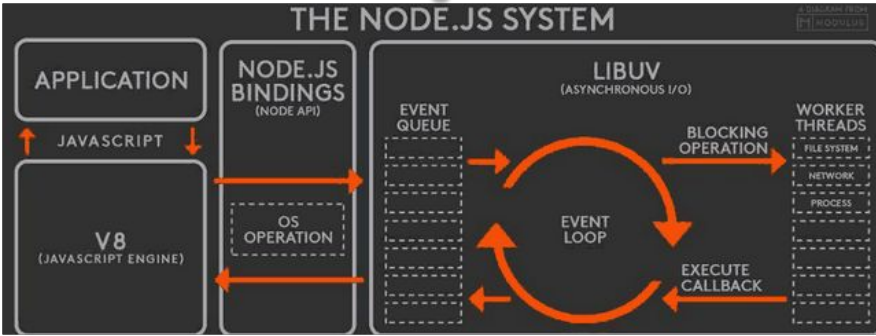 THE NODE.JS SYSTEM
A DIAGRAM FROM
MODULUS
APPLICATION
JAVASCRIPT
V8
(JAVASCRIPT ENGINE)
NODE.JS
BINDINGS
(NODE API)
OS
OPERATION
LIBUV
(ASYNCHRONOUS I/O)
EVENT
QUEUE
EVENT
LOOP
BLOCKING
OPERATION
EXECUTE
CALLBACK
WORKER
THREADS
FILE SYSTEM
NETWORK
PROCESS